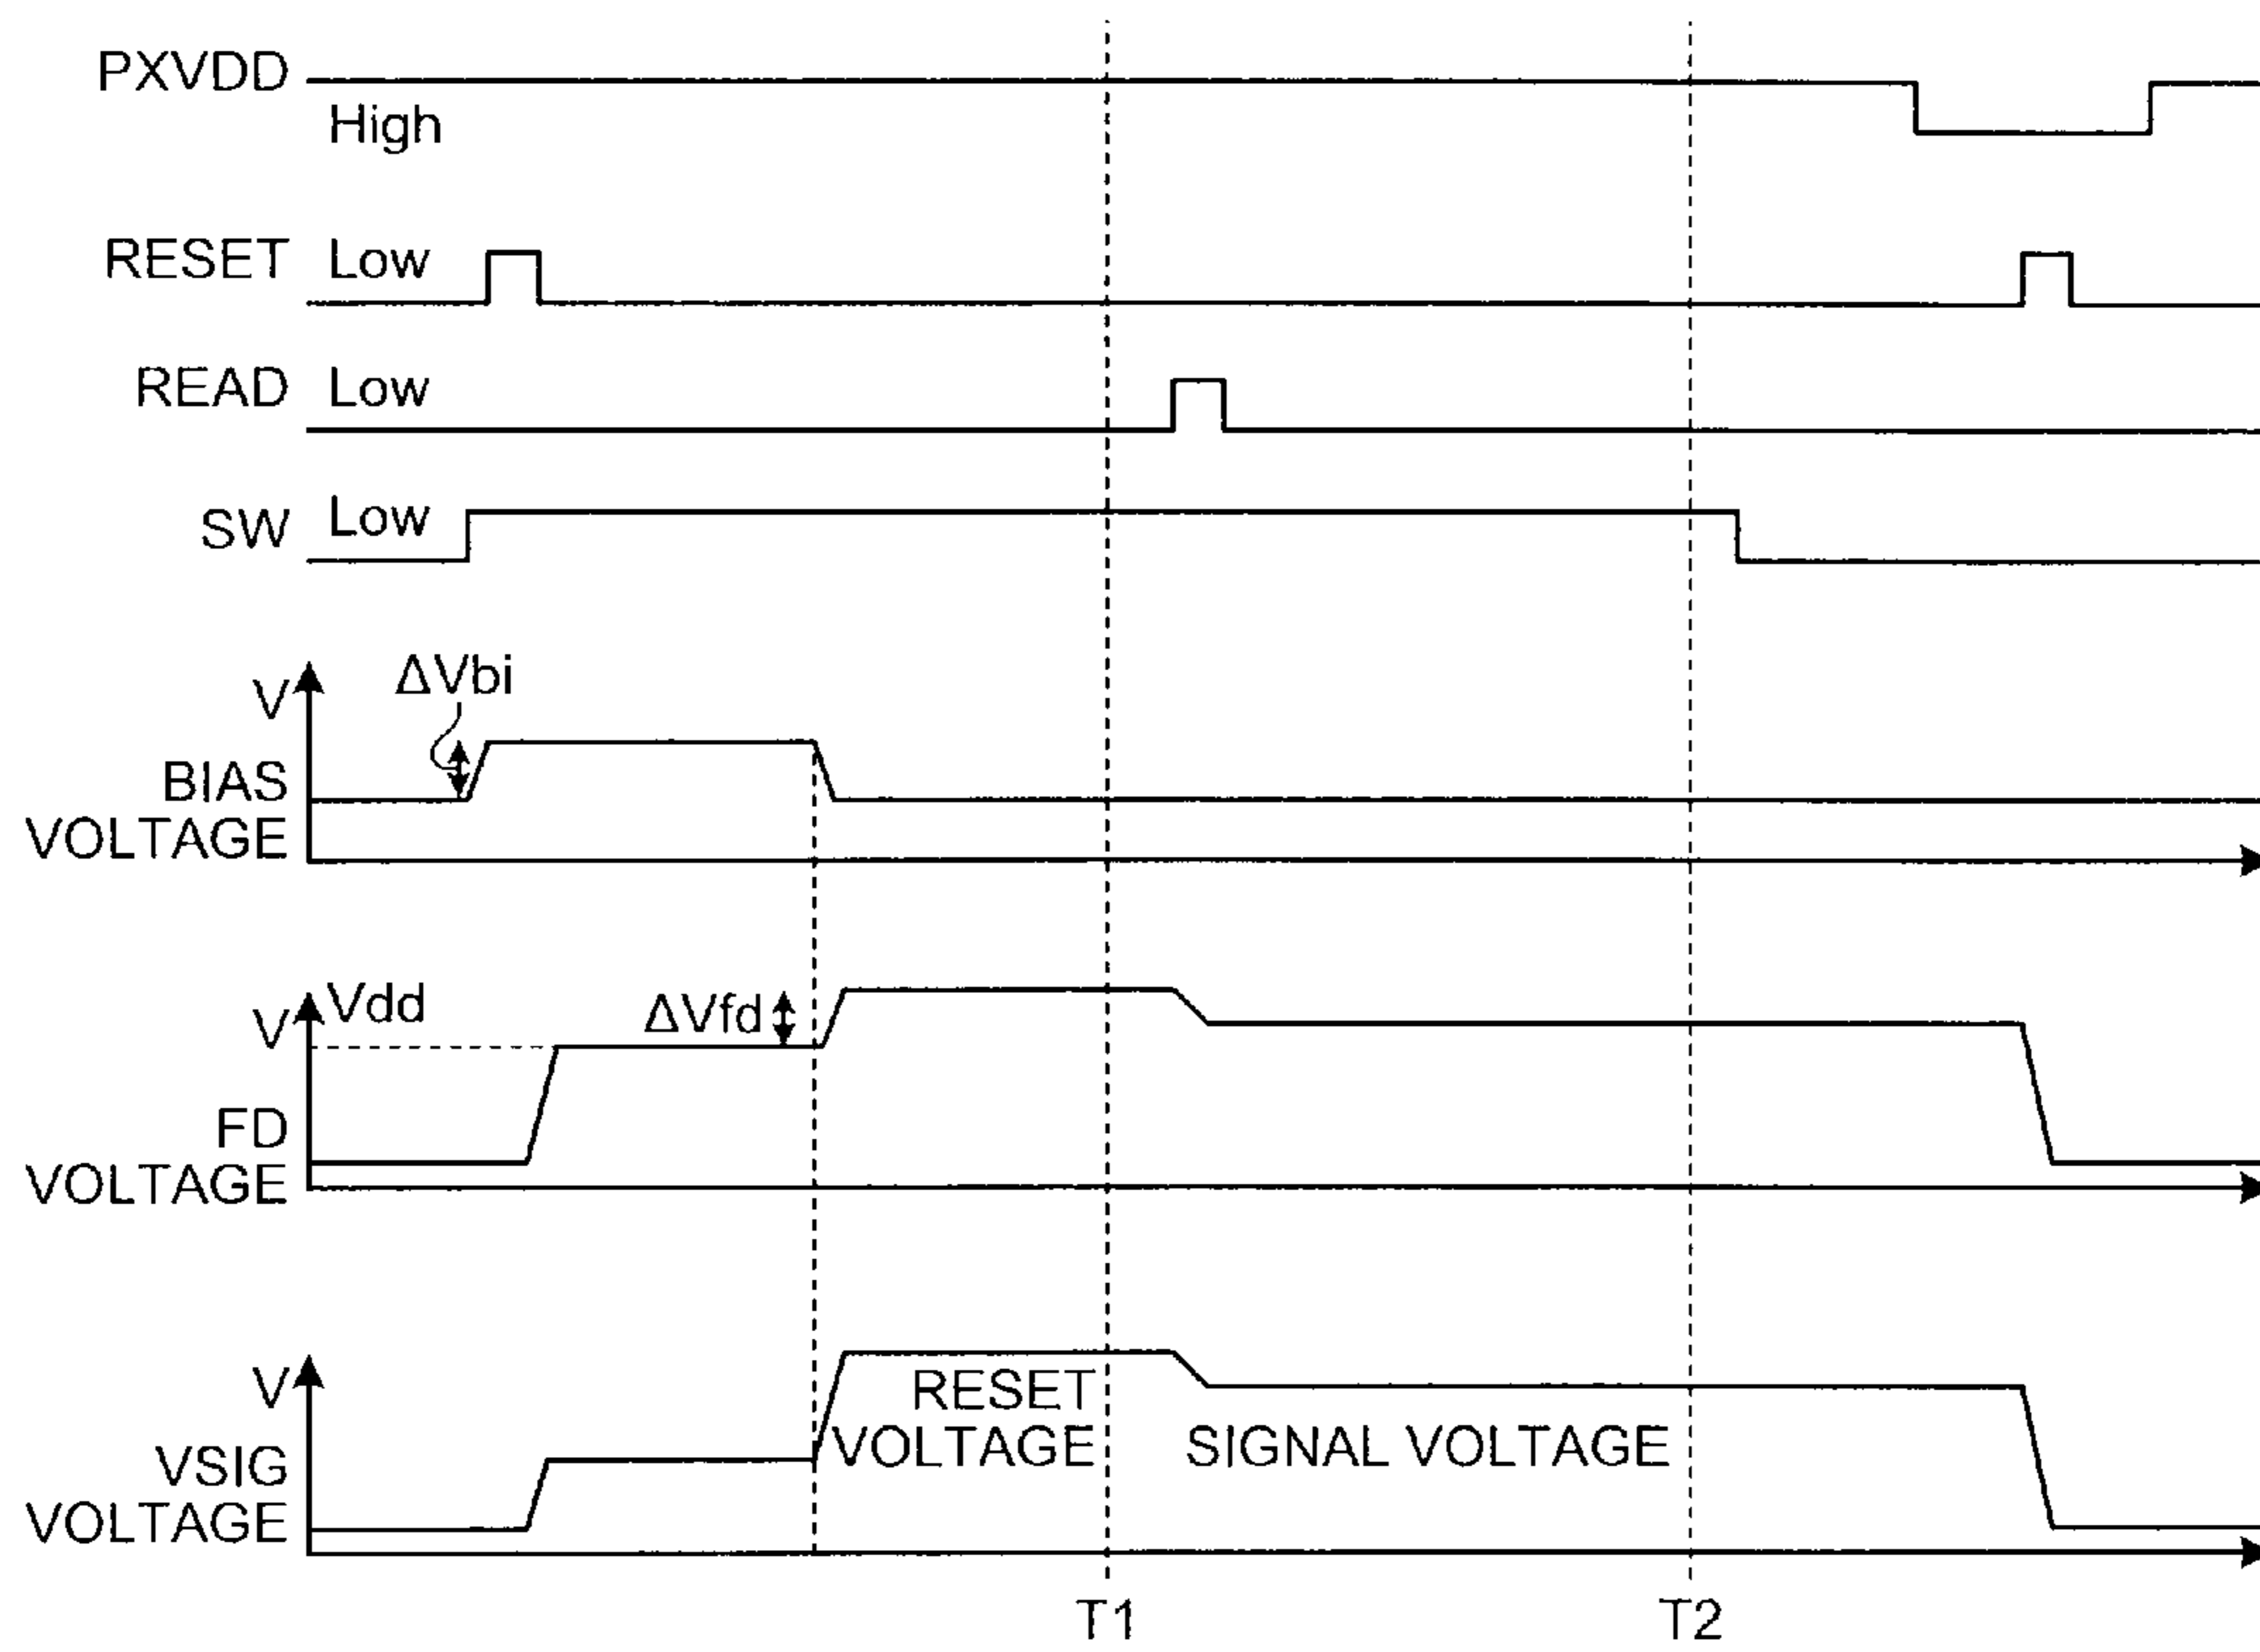 PXVDD
High
RESET Low
READ Low
SW Low
ΔVbi
V
BIAS
VOLTAGE
Vdd
V
ΔVfd
FD
VOLTAGE
V
RESET
VOLTAGE
SIGNAL VOLTAGE
VSIG
VOLTAGE
T1
T2